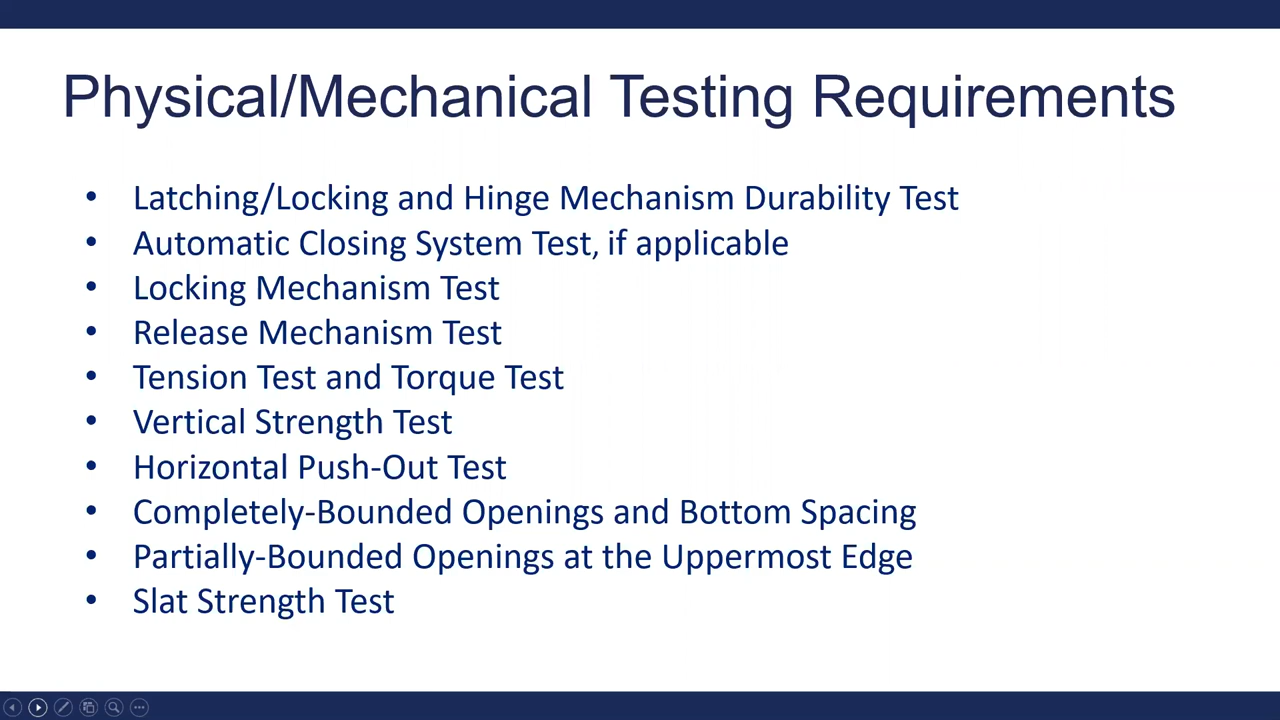 Physical/Mechanical Testing Requirements
• Latching/Locking and Hinge Mechanism Durability Test
• Automatic Closing System Test, if applicable
• Locking Mechanism Test
• Release Mechanism Test
• Tension Test and Torque Test
• Vertical Strength Test
• Horizontal Push-Out Test
• Completely-Bounded Openings and Bottom Spacing
• Partially-Bounded Openings at the Uppermost Edge
• Slat Strength Test